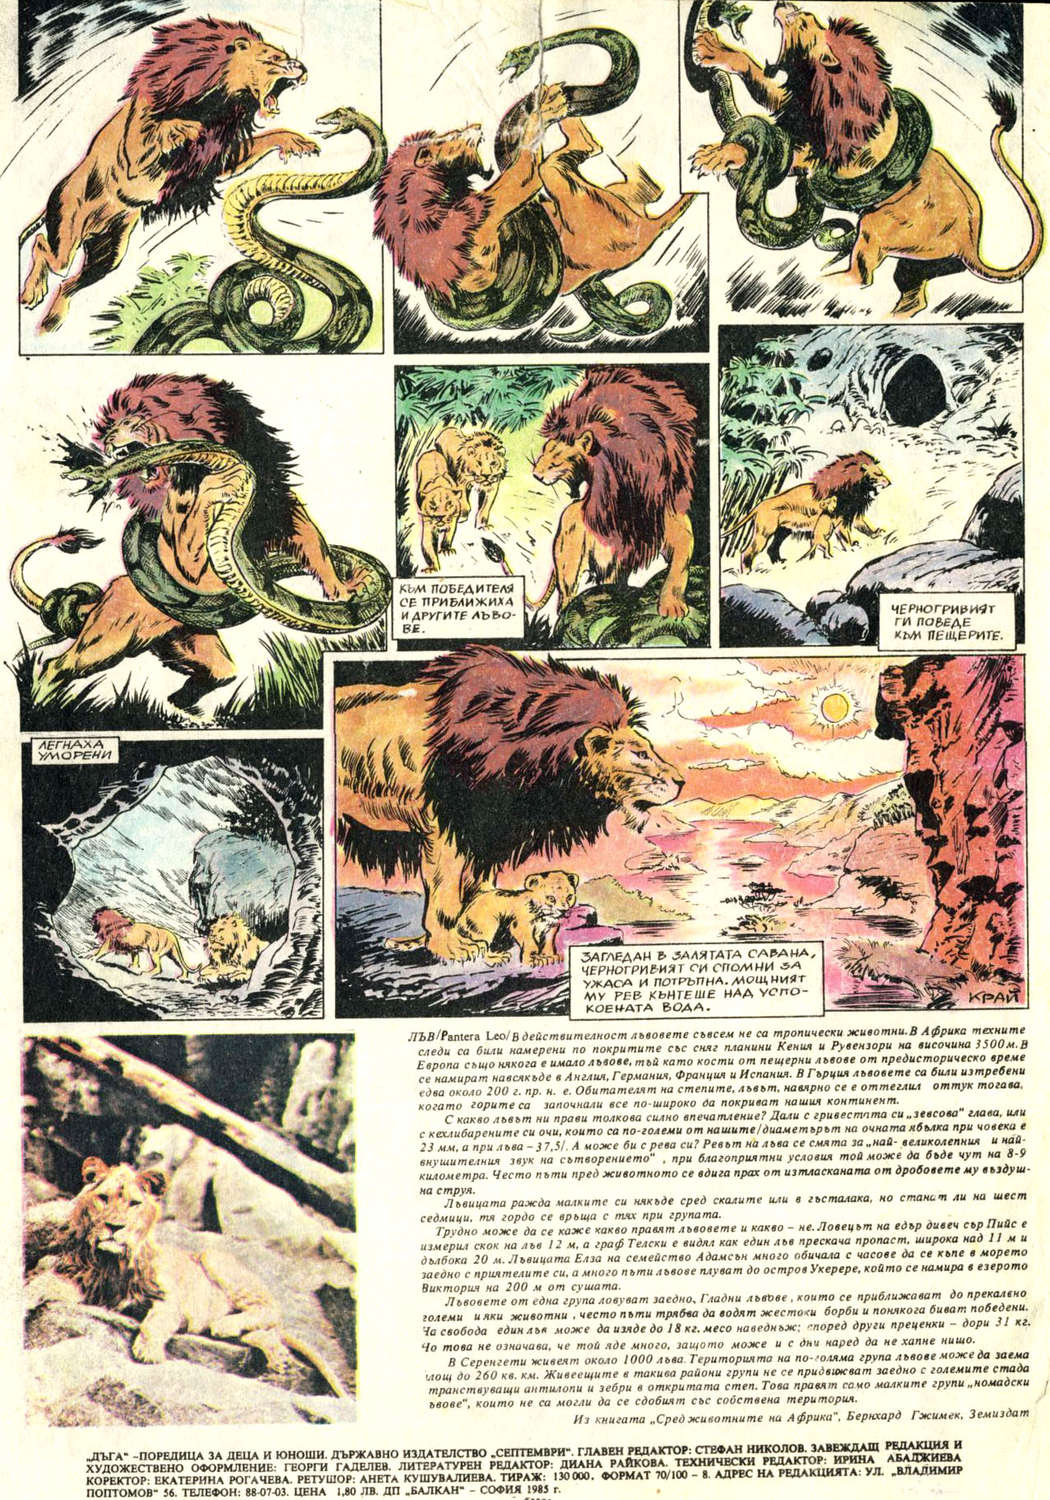 КЪМ ПОБЕДИТЕЛЯ
СЕ ПРИБЛИЖИХА
И ДРУГИТЕ ЛЪВО-
ВЕ.
ЧЕРНОГРИВИЯТ
ГИ ПОВЕДЕ
КЪМ ПЕЩЕРИТЕ.
ЛЕГНАХА
УМОРЕНИ
ЗАГЛЕДАН В ЗАЛЯТАТА САВАНА,
ЧЕРНОГРИВИЯТ СИ СПОМНИ ЗА
УЖАСА И ПОТРЪПНА. МОЩНИЯТ
МУ РЕВ КЪНТЕШЕ НАД УСПО-
КОЕНАТА ВОДА.
КРАЙ
ЛЪВ/Pantera Leo/В действителност лъвовете съвсем не са тропически животни. В Африка техните
следи са били намерени по покритите със сняг планини Кения и Рувензори на височина 3500 м. В
Европа също някога е имало лъвове, тъй като кости от пещерни лъвове от предисторическо време
се намират навсякъде в Англия, Германия, Франция и Испания. В Гърция лъвовете са били изтребени
едва около 200 г. пр. н. е. Обитателят на степите, лъвът, навярно се е оттеглил оттук тогава,
когато горите са започнали все по-широко да покриват нашия континент.
С какво лъвът ни прави толкова силно впечатление? Дали с гривестата си „зевсова" глава, или
с кехлибарените си очи, които са по-големи от нашите/диаметърът на очната ябълка при човека е
23 мм, а при лъва – 37,5/. А може би с рева си? Ревът на лъва се смята за „най- великолепния и най-
внушителния звук на сътворението" , при благоприятни условия той може да бъде чут на 8-9
километра. Често пъти пред животното се вдига прах от изтласканата от дробовете му въздуш-
на струя.
Лъвицата ражда малките си някъде сред скалите или в гъсталака, но станат ли на шест
седмици, тя гордо се връща с тях при групата.
Трудно може да се каже какво правят лъвовете и какво – не. Ловецът на едър дивеч сър Пийс е
измерил скок на лъв 12 м, а граф Телски е видял как един лъв прескача пропаст, широка над 11 м и
дълбока 20 м. Лъвицата Елза на семейство Адамсън много обичала с часове да се къпе в морето
заедно с приятелите си, а много пъти лъвове плуват до остров Укерере, който се намира в езерото
Виктория на 200 м от сушата.
Лъвовете от една група ловуват заедно. Гладни лъвове , които се приближават до прекалено
големи и яки животни , често пъти трябва да водят жестоки борби и понякога биват победени.
На свобода един лъв може да изяде до 18 кг. месо наведнъж; според други преценки – дори 31 кг.
Но това не означава, че той яде много, защото може и с дни наред да не хапне нищо.
В Серенгети живеят около 1000 лъва. Територията на по-голяма група лъвове може да заема
площ до 260 кв. км. Живеещите в такива райони групи не се придвижват заедно с големите стада
транствуващи антилопи и зебри в откритата степ. Това правят само малките групи „номадски
ъвове", които не са могли да се сдобият със собствена територия.
Из книгата „Сред животните на Африка", Бернхард Гжимек, Земиздат
„ДЪГА" –ПОРЕДИЦА ЗА ДЕЦА И ЮНОШИ. ДЪРЖАВНО ИЗДАТЕЛСТВО „СЕПТЕМВРИ". ГЛАВЕН РЕДАКТОР: СТЕФАН НИКОЛОВ. ЗАВЕЖДАЩ РЕДАКЦИЯ И
ХУДОЖЕСТВЕНО ОФОРМЛЕНИЕ: ГЕОРГИ ГАДЕЛЕВ. ЛИТЕРАТУРЕН РЕДАКТОР: ДИАНА РАЙКОВА. ТЕХНИЧЕСКИ РЕДАКТОР: ИРИНА АБАДЖИЕВА
КОРЕКТОР: ЕКАТЕРИНА РОГАЧЕВА. РЕТУШОР: АНЕТА КУШУВАЛИЕВА. ТИРАЖ: 130 000. ФОРМАТ 70/100 – 8. АДРЕС НА РЕДАКЦИЯТА: УЛ. „ВЛАДИМИР
ПОПТОМОВ" 56. ТЕЛЕФОН: 88-07-03. ЦЕНА 1,80 ЛВ. ДП „БАЛКАН" – СОФИЯ 1985 г.